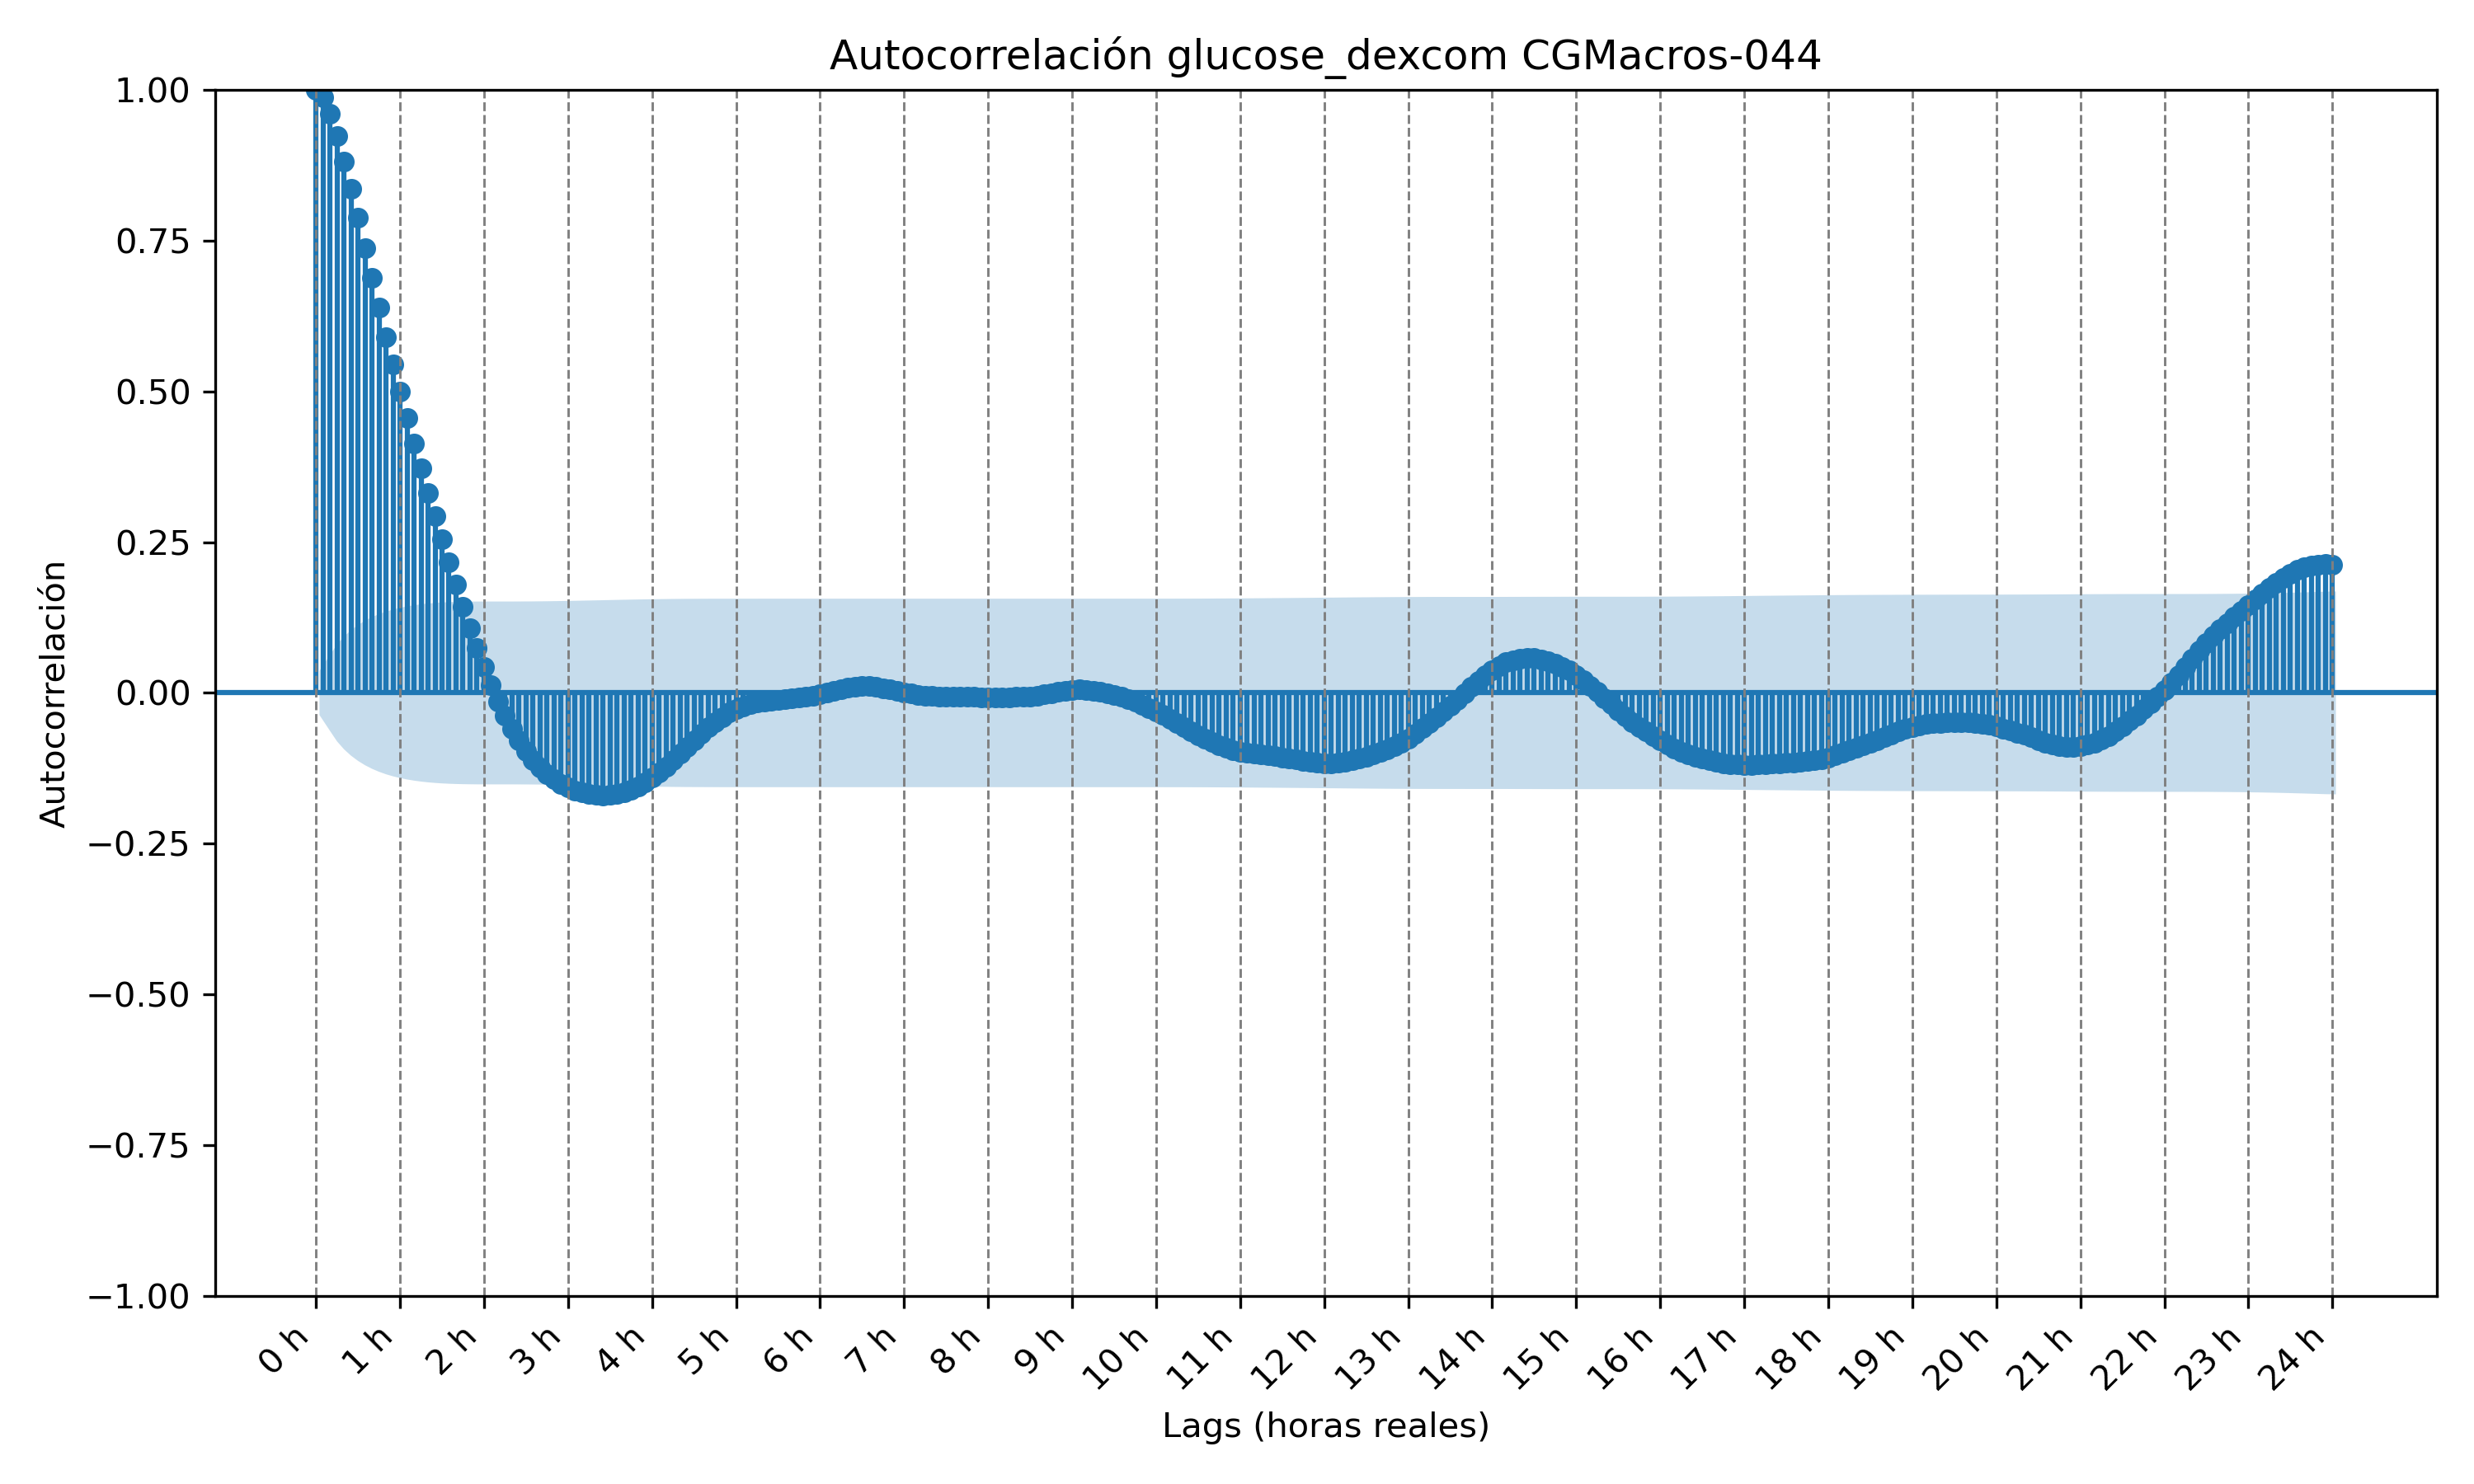 Autocorrelación glucose_dexcom CGMacros-044
1.00
0.75
0.50
0.25
0.00
−0.25
−0.50
−0.75
−1.00
Autocorrelación
0 h
1 h
2 h
3 h
4 h
5 h
6 h
7 h
8 h
9 h
10 h
11 h
12 h
13 h
14 h
15 h
16 h
17 h
18 h
19 h
20 h
21 h
22 h
23 h
24 h
Lags (horas reales)